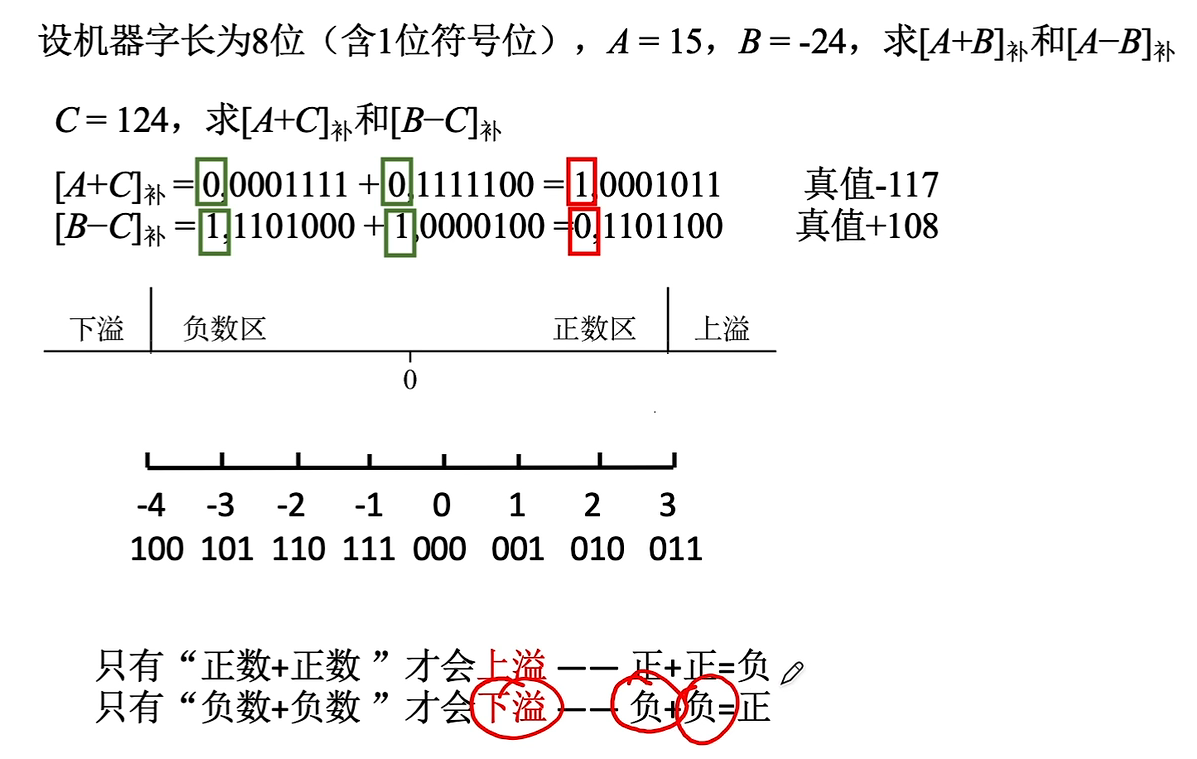 设机器字长为8位（含1位符号位），A = 15，B = -24，求[A+B]补和[A−B]补
C = 124，求[A+C]补和[B−C]补
[A+C]补 = 0,0001111 + 0,1111100 = 1,0001011 真值-117
[B−C]补 = 1,1101000 + 1,0000100 =0,1101100 真值+108
下溢 负数区 正数区 上溢
0
-4 -3 -2 -1 0 1 2 3
100 101 110 111 000 001 010 011
只有“正数+正数 ”才会上溢 —— 正+正=负
只有“负数+负数 ”才会下溢 —— 负+负=正